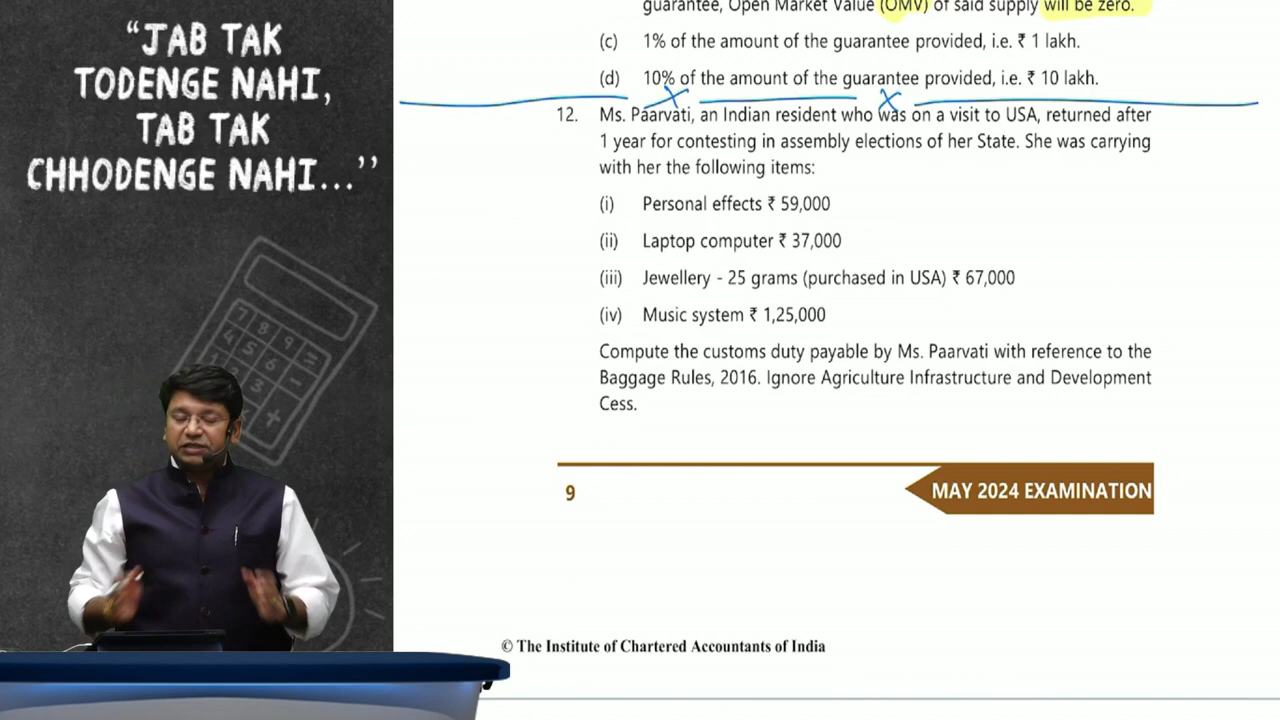 “JAB TAK
TODENGE NAHI,
TAB TAK
CHHODENGE NAHI...’’
guarantee, Open Market Value (OMV) of said supply will be zero.
(c) 1% of the amount of the guarantee provided, i.e. ₹ 1 lakh.
(d) 10% of the amount of the guarantee provided, i.e. ₹ 10 lakh.
12. Ms. Paarvati, an Indian resident who was on a visit to USA, returned after
1 year for contesting in assembly elections of her State. She was carrying
with her the following items:
(i) Personal effects ₹ 59,000
(ii) Laptop computer ₹ 37,000
(iii) Jewellery - 25 grams (purchased in USA) ₹ 67,000
(iv) Music system ₹ 1,25,000
Compute the customs duty payable by Ms. Paarvati with reference to the
Baggage Rules, 2016. Ignore Agriculture Infrastructure and Development
Cess.
9
MAY 2024 EXAMINATION
© The Institute of Chartered Accountants of India